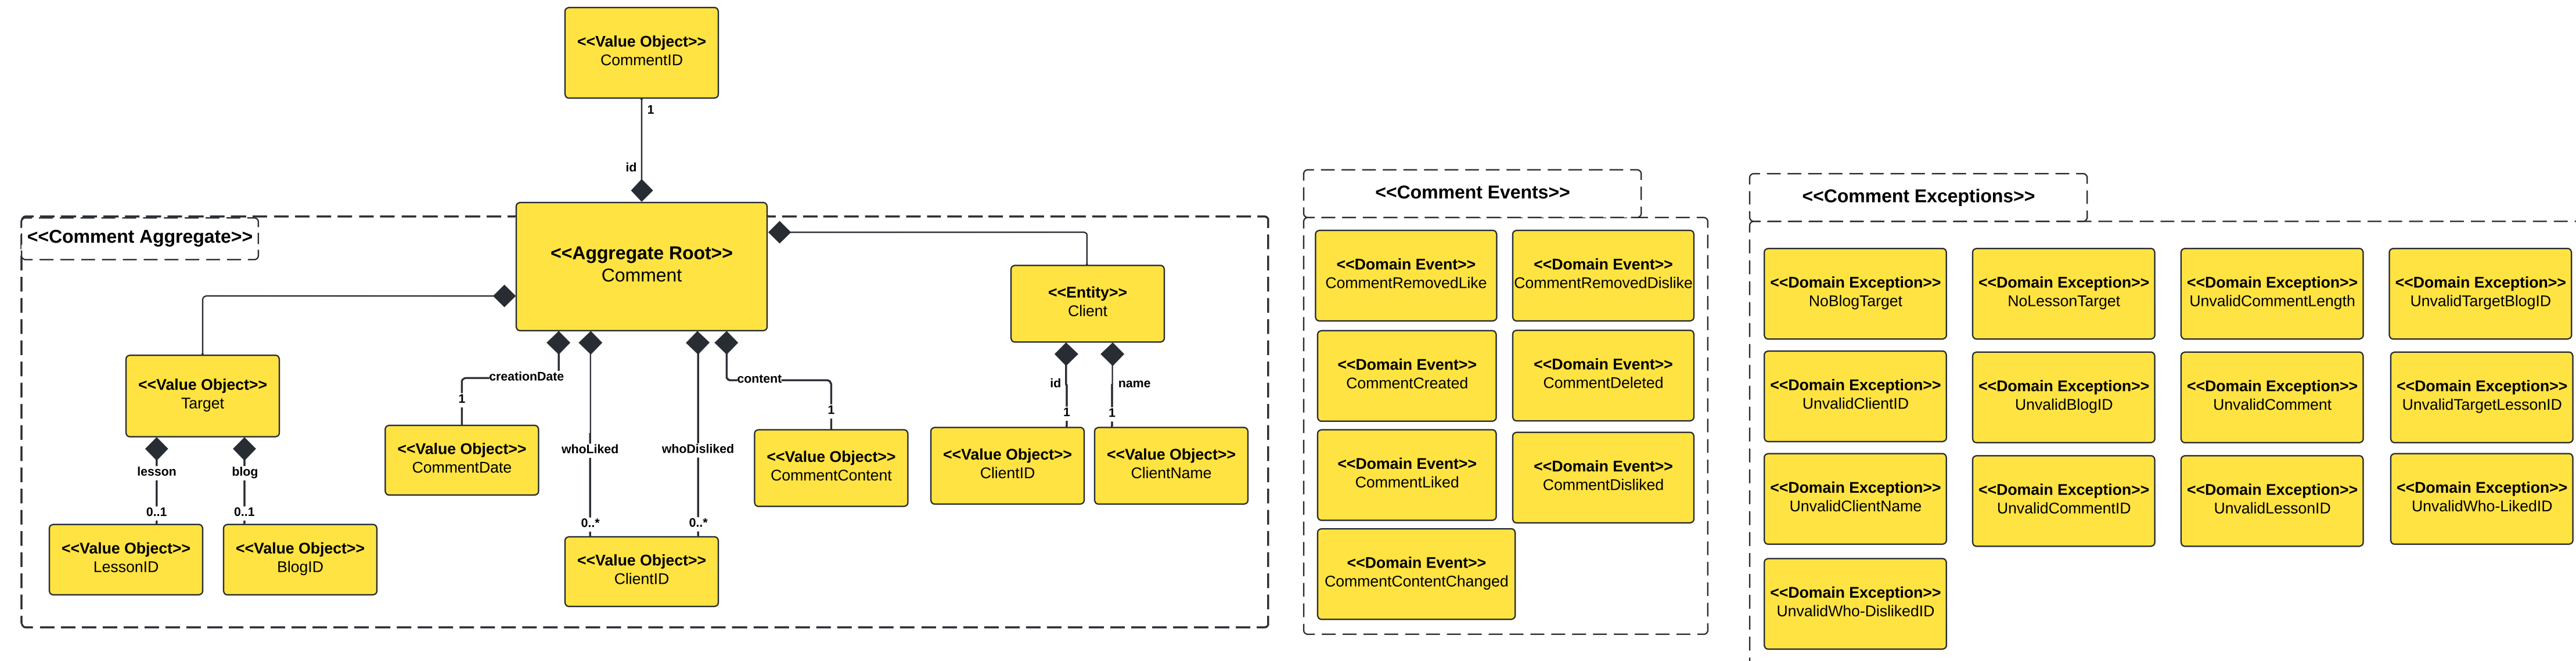 <<Value Object>>
CommentID
1
id
<<Comment Aggregate>>
<<Aggregate Root>>
Comment
<<Entity>>
Client
<<Value Object>>
Target
creationDate
1
content
1
id
name
1
1
lesson
blog
0..1
0..1
whoLiked
whoDisliked
0..*
0..*
<<Value Object>>
CommentDate
<<Value Object>>
CommentContent
<<Value Object>>
ClientID
<<Value Object>>
ClientName
<<Value Object>>
LessonID
<<Value Object>>
BlogID
<<Value Object>>
ClientID
<<Comment Events>>
<<Domain Event>>
CommentRemovedLike
<<Domain Event>>
CommentRemovedDislike
<<Domain Event>>
CommentCreated
<<Domain Event>>
CommentDeleted
<<Domain Event>>
CommentLiked
<<Domain Event>>
CommentDisliked
<<Domain Event>>
CommentContentChanged
<<Comment Exceptions>>
<<Domain Exception>>
NoBlogTarget
<<Domain Exception>>
NoLessonTarget
<<Domain Exception>>
UnvalidCommentLength
<<Domain Exception>>
UnvalidTargetBlogID
<<Domain Exception>>
UnvalidClientID
<<Domain Exception>>
UnvalidBlogID
<<Domain Exception>>
UnvalidComment
<<Domain Exception>>
UnvalidTargetLessonID
<<Domain Exception>>
UnvalidClientName
<<Domain Exception>>
UnvalidCommentID
<<Domain Exception>>
UnvalidLessonID
<<Domain Exception>>
UnvalidWho-LikedID
<<Domain Exception>>
UnvalidWho-DislikedID